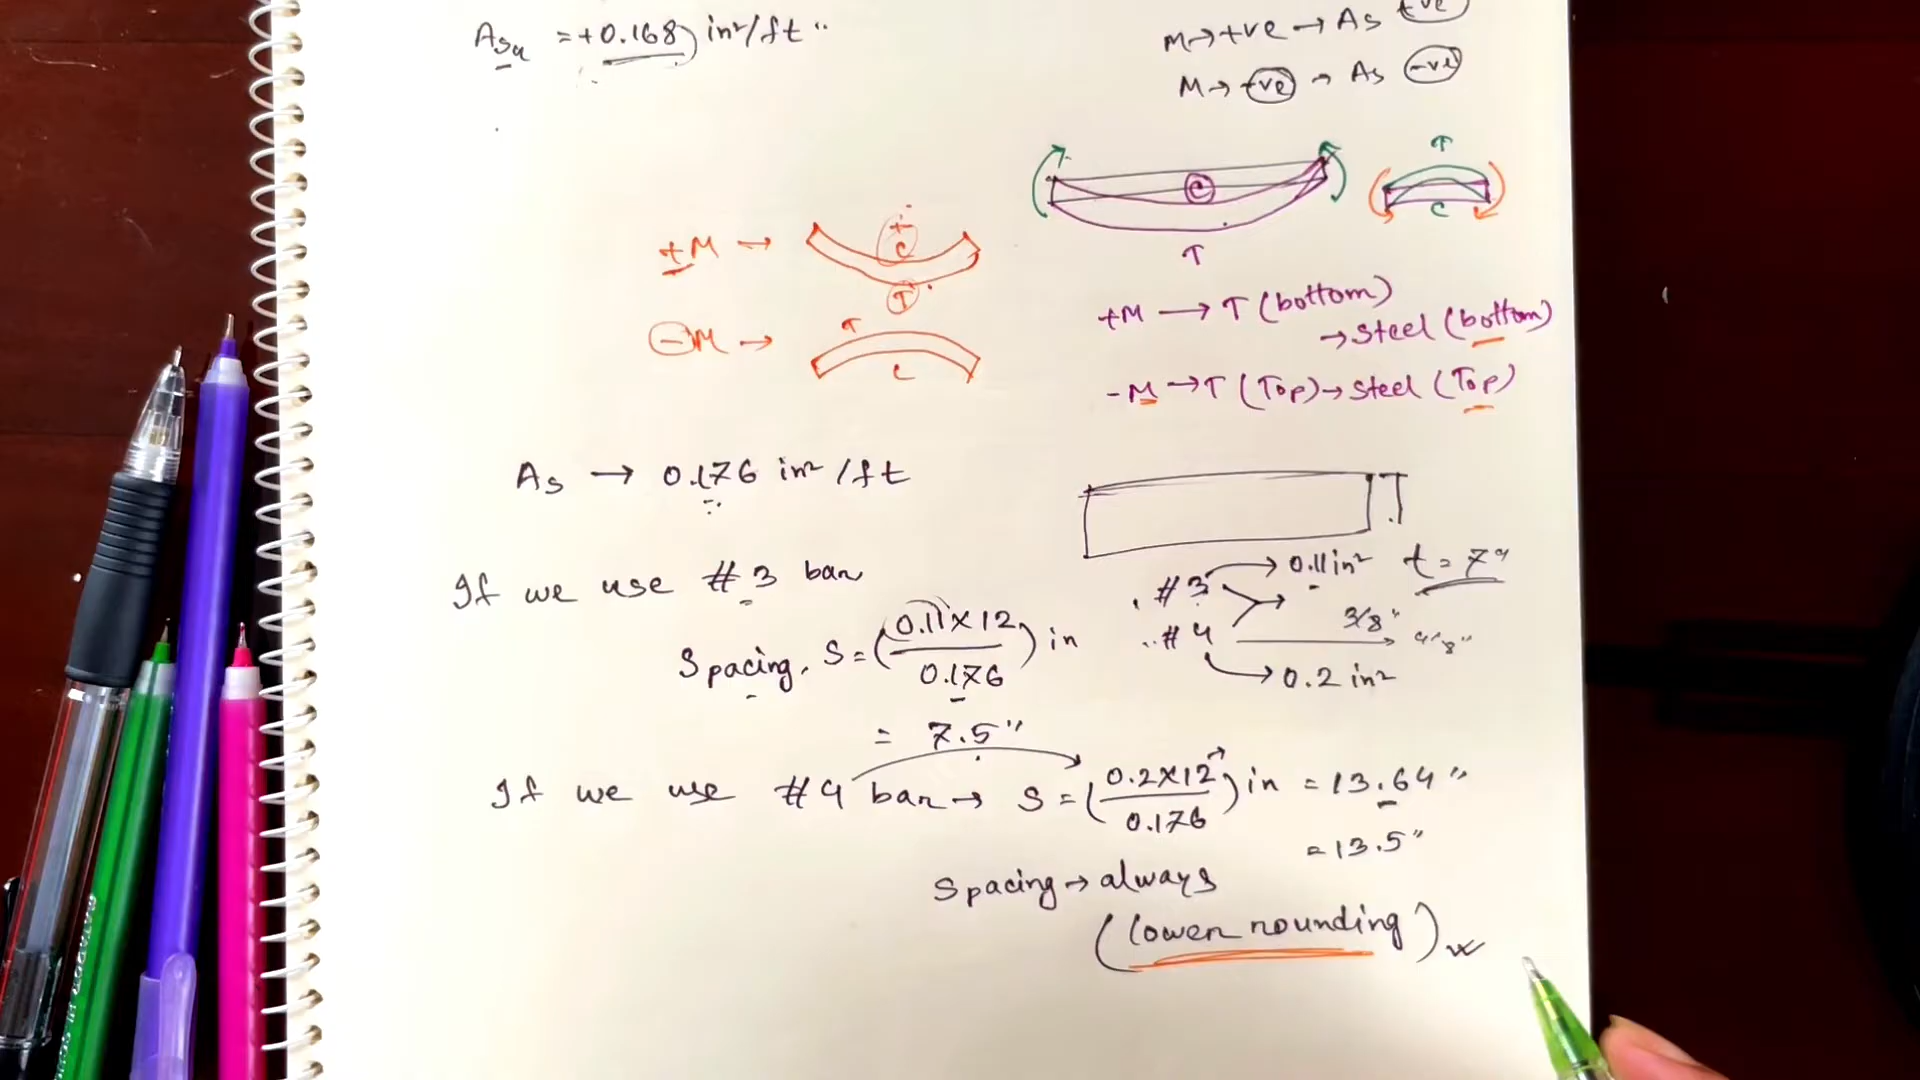 Asa = +0.168 in²/ft
M→+ve → As +ve
M→ -ve → As -ve
T
C
C
T
+M →
+
C
T
-M →
T
C
+M → T (bottom)
→ Steel (bottom)
-M → T (Top) → Steel (Top)
As → 0.176 in²/ft
t = 7"
If we use #3 bar
#3 → 0.11 in²
3/8"
#4 → 4/8"
→ 0.2 in²
Spacing, S = (0.11 × 12 / 0.176) in
= 7.5"
If we use #4 bar → S = (0.2×12 / 0.176) in = 13.64"
= 13.5"
Spacing → always
(lower rounding)